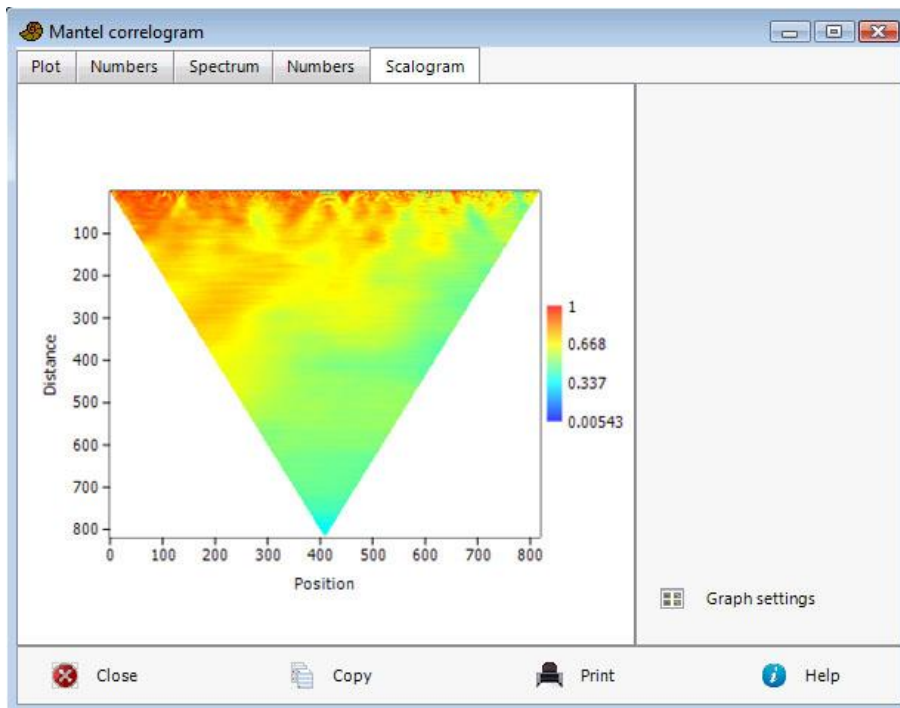 Mantel correlogram
Plot Numbers Spectrum Numbers Scalogram
100
200
300
400
500
600
700
800
Distance
0 100 200 300 400 500 600 700 800
Position
1
0.668
0.337
0.00543
Graph settings
Close Copy Print Help